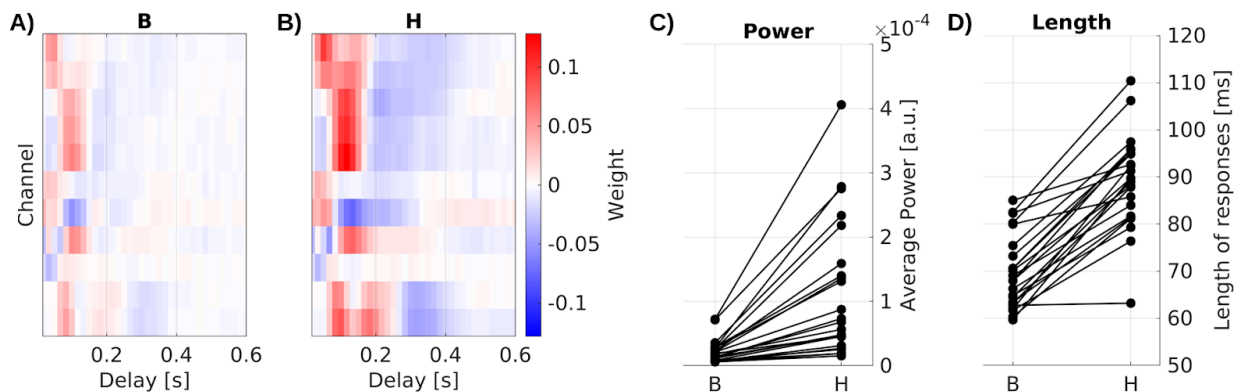 A)
B
Channel
0.2
0.4
0.6
Delay [s]
B)
H
0.2
0.4
0.6
Delay [s]
0.1
0.05
0
-0.05
-0.1
Weight
C)
Power
5
×10⁻⁴
4
3
2
1
0
Average Power [a.u.]
B
H
D)
Length
120
110
100
90
80
70
60
50
Length of responses [ms]
B
H